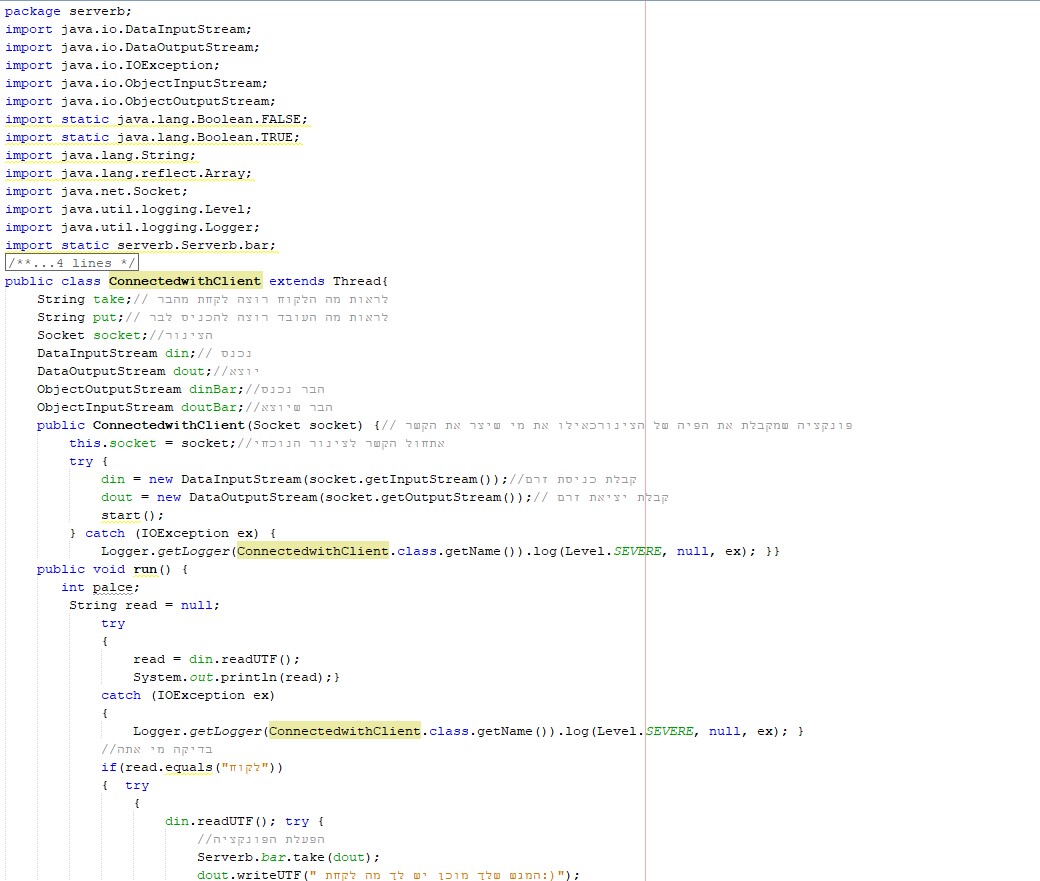 package serverb;
import java.io.DataInputStream;
import java.io.DataOutputStream;
import java.io.IOException;
import java.io.ObjectInputStream;
import java.io.ObjectOutputStream;
import static java.lang.Boolean.FALSE;
import static java.lang.Boolean.TRUE;
import java.lang.String;
import java.lang.reflect.Array;
import java.net.Socket;
import java.util.logging.Level;
import java.util.logging.Logger;
import static serverb.Serverb.bar;
/**...4 lines */
public class ConnectedwithClient extends Thread{
String take;// לראות מה הלקוח רוצה לקחת מהבר
String put;// לראות מה העובד רוצה להכניס לבר
Socket socket;//הצינור
DataInputStream din;// נכנס
DataOutputStream dout;//יוצא
ObjectOutputStream dinBar;//הבר נכנס
ObjectInputStream doutBar;//הבר שיוצא
public ConnectedwithClient(Socket socket) {// פונקציה שמקבלת את הפיה של הצינורכאילו את מי שיצר את הקשר
this.socket = socket;//אתחול הקשר לצינור הנוכחי
try {
din = new DataInputStream(socket.getInputStream());//קבלת כניסת זרם
dout = new DataOutputStream(socket.getOutputStream());// קבלת יציאת זרם
start();
} catch (IOException ex) {
Logger.getLogger(ConnectedwithClient.class.getName()).log(Level.SEVERE, null, ex); }}
public void run() {
int palce;
String read = null;
try
{
read = din.readUTF();
System.out.println(read);}
catch (IOException ex)
{
Logger.getLogger(ConnectedwithClient.class.getName()).log(Level.SEVERE, null, ex); }
//בדיקה מי אתה
if(read.equals("לקוח"))
{ try
{
din.readUTF(); try {
//הפעלת הפונקציה
Serverb.bar.take(dout);
dout.writeUTF(" המגש שלך מוכן יש לך מה לקחת:)");